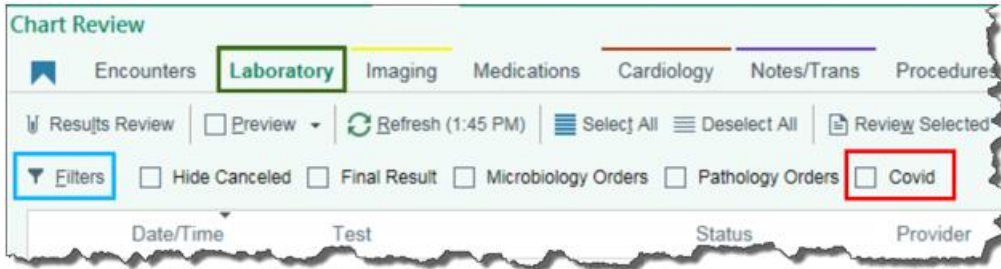 Chart Review
Encounters Laboratory Imaging Medications Cardiology Notes/Trans Procedures
Results Review Preview Refresh (1:45 PM) Select All Deselect All Review Selected
Filters Hide Canceled Final Result Microbiology Orders Pathology Orders Covid
Date/Time Test Status Provider